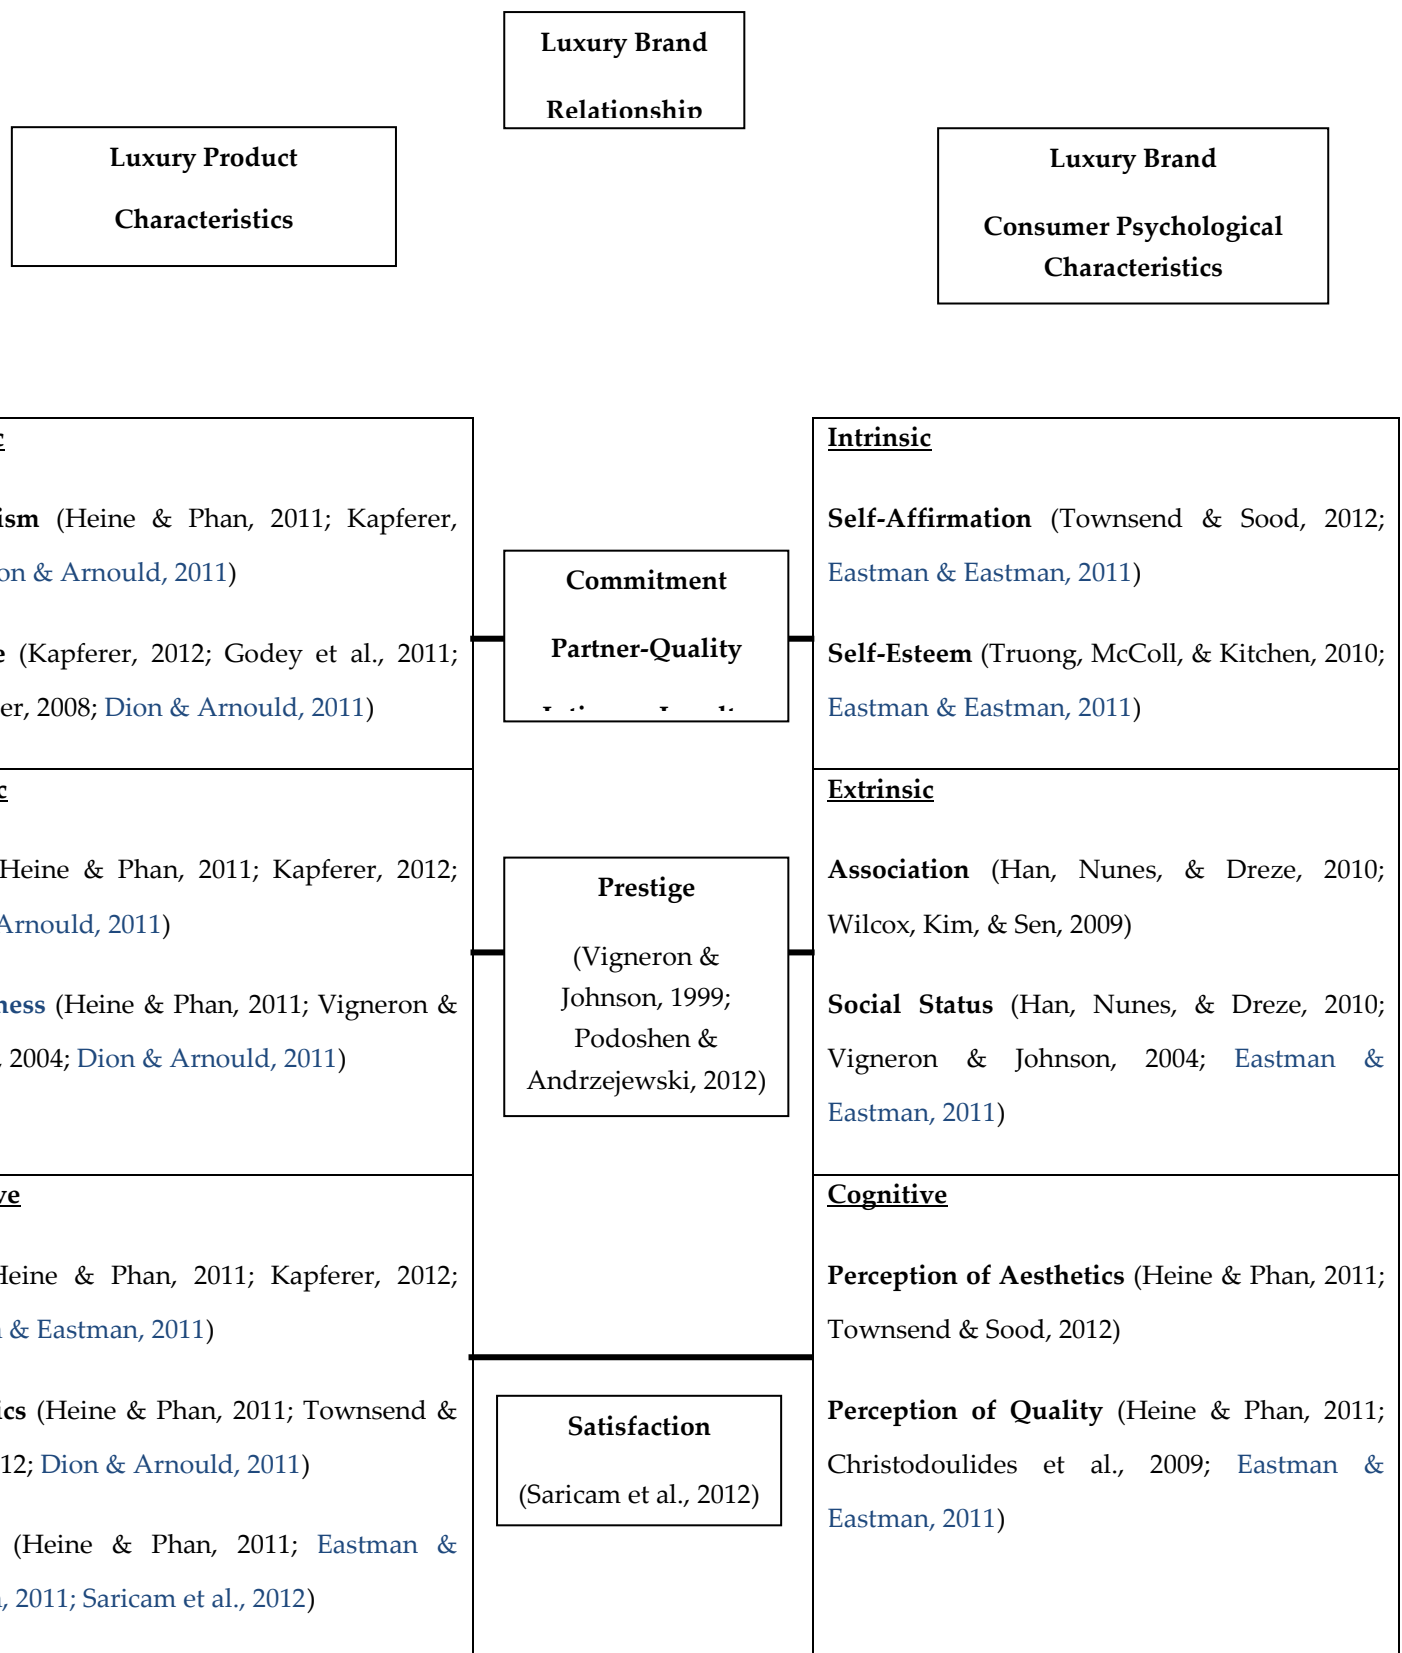 Luxury Brand
Relationship
Luxury Product
Characteristics
Luxury Brand
Consumer Psychological
Characteristics
(Heine & Phan, 2011; Kapferer,
& Arnould, 2011)
(Kapferer, 2012; Godey et al., 2011;
2008; Dion & Arnould, 2011)
Heine & Phan, 2011; Kapferer, 2012;
Arnould, 2011)
(Heine & Phan, 2011; Vigneron &
2004; Dion & Arnould, 2011)
Heine & Phan, 2011; Kapferer, 2012;
& Eastman, 2011)
(Heine & Phan, 2011; Townsend &
12; Dion & Arnould, 2011)
(Heine & Phan, 2011; Eastman &
, 2011; Saricam et al., 2012)
Commitment
Partner-Quality
Prestige
(Vigneron &
Johnson, 1999;
Podoshen &
Andrzejewski, 2012)
Satisfaction
(Saricam et al., 2012)
Intrinsic
Self-Affirmation (Townsend & Sood, 2012;
Eastman & Eastman, 2011)
Self-Esteem (Truong, McColl, & Kitchen, 2010;
Eastman & Eastman, 2011)
Extrinsic
Association (Han, Nunes, & Dreze, 2010;
Wilcox, Kim, & Sen, 2009)
Social Status (Han, Nunes, & Dreze, 2010;
Vigneron & Johnson, 2004; Eastman &
Eastman, 2011)
Cognitive
Perception of Aesthetics (Heine & Phan, 2011;
Townsend & Sood, 2012)
Perception of Quality (Heine & Phan, 2011;
Christodoulides et al., 2009; Eastman &
Eastman, 2011)